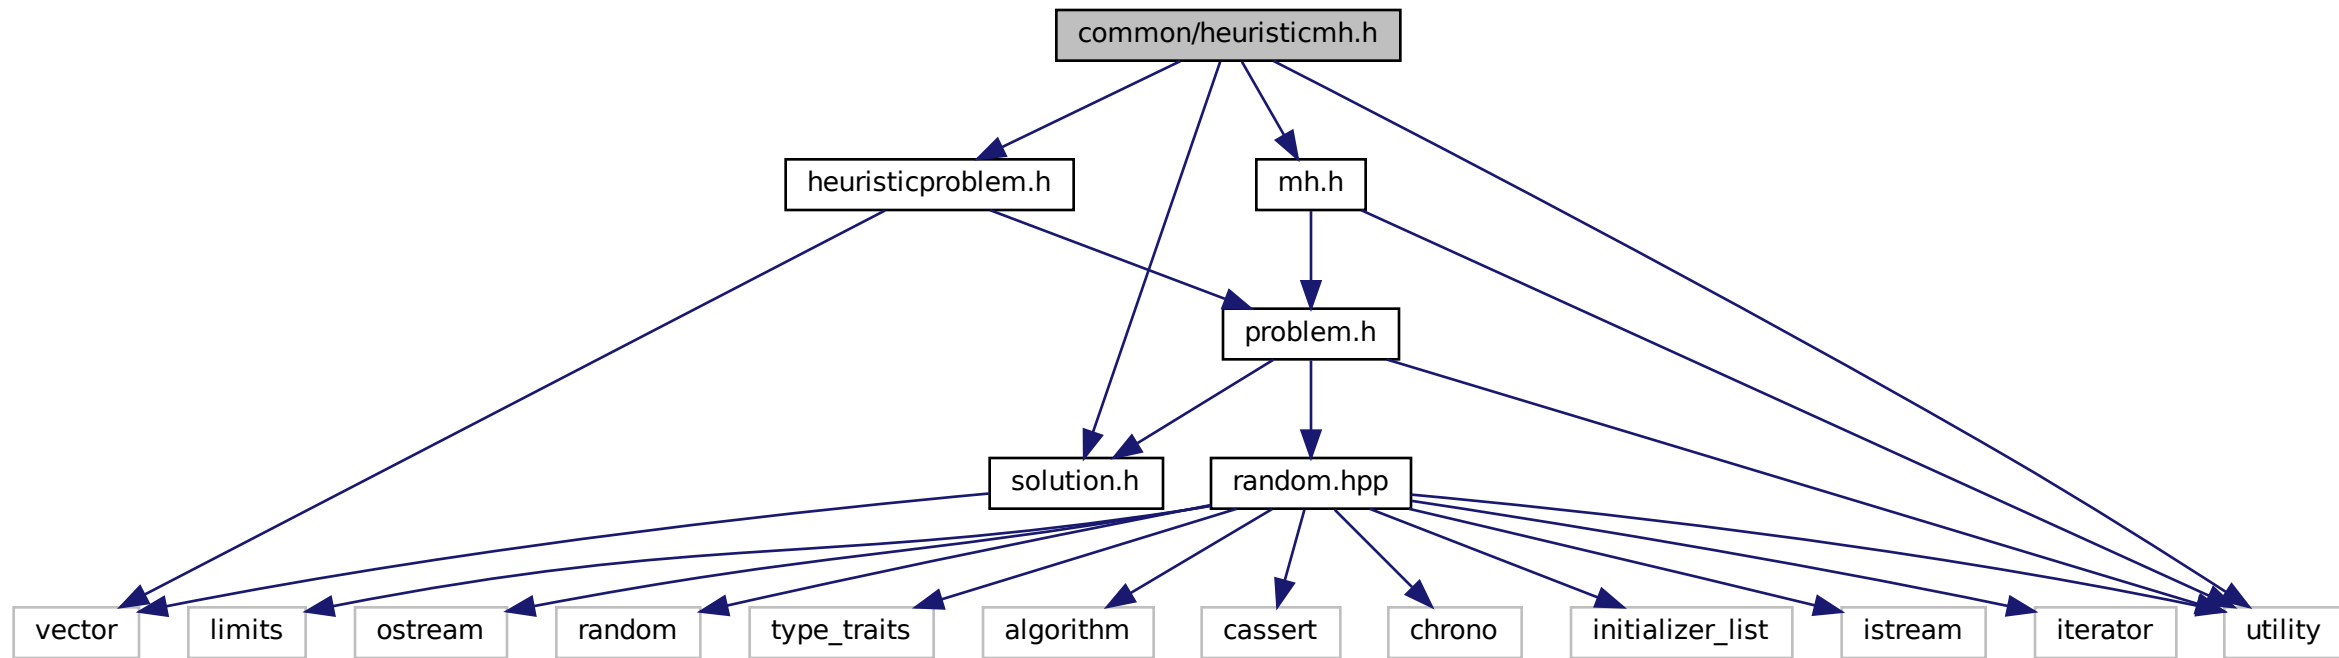 common/heuristicmh.h
heuristicproblem.h
mh.h
problem.h
solution.h
random.hpp
vector
limits
ostream
random
type_traits
algorithm
cassert
chrono
initializer_list
istream
iterator
utility